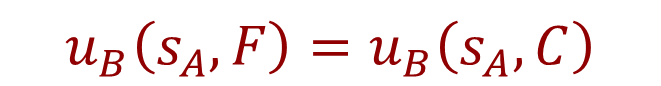 u_B(s_A, F) = u_B(s_A, C)